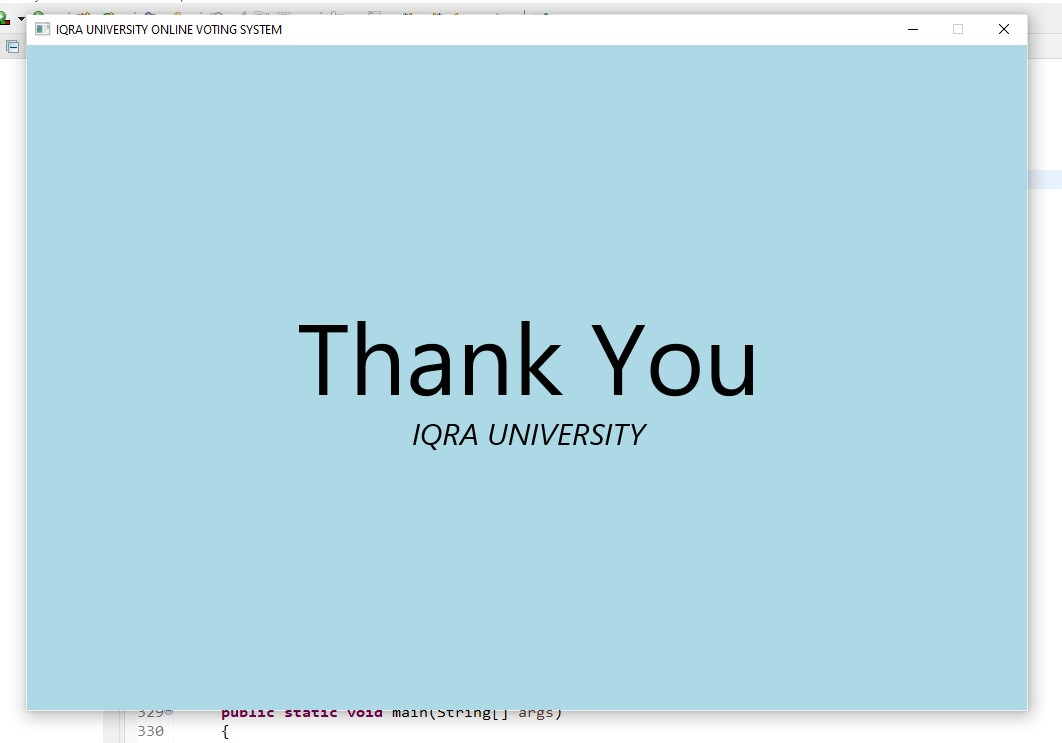 IQRA UNIVERSITY ONLINE VOTING SYSTEM
Thank You
IQRA UNIVERSITY
329
public static void main(String[] args)
330 {